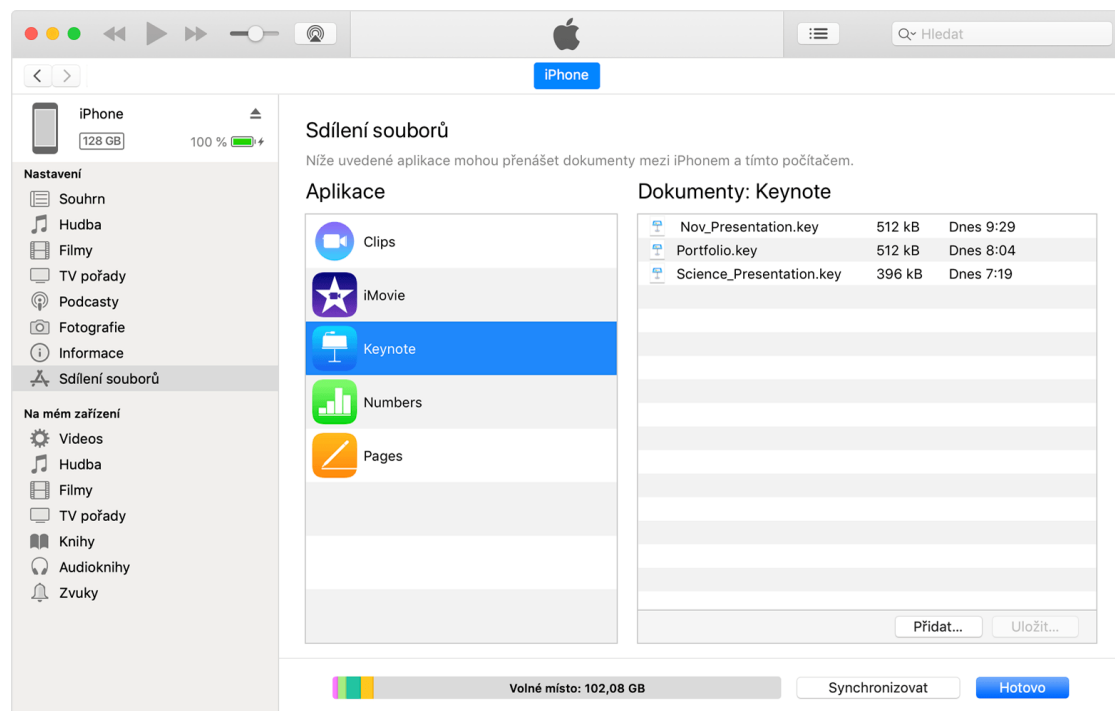 Hledat
iPhone
iPhone
128 GB 100 %
Nastavení
Souhrn
Hudba
Filmy
TV pořady
Podcasty
Fotografie
Informace
Sdílení souborů
Na mém zařízení
Videos
Hudba
Filmy
TV pořady
Knihy
Audioknihy
Zvuky
Sdílení souborů
Níže uvedené aplikace mohou přenášet dokumenty mezi iPhonem a tímto počítačem.
Aplikace
Clips
iMovie
Keynote
Numbers
Pages
Dokumenty: Keynote
Nov_Presentation.key 512 kB Dnes 9:29
Portfolio.key 512 kB Dnes 8:04
Science_Presentation.key 396 kB Dnes 7:19
Přidat... Uložit...
Volné místo: 102,08 GB Synchronizovat Hotovo